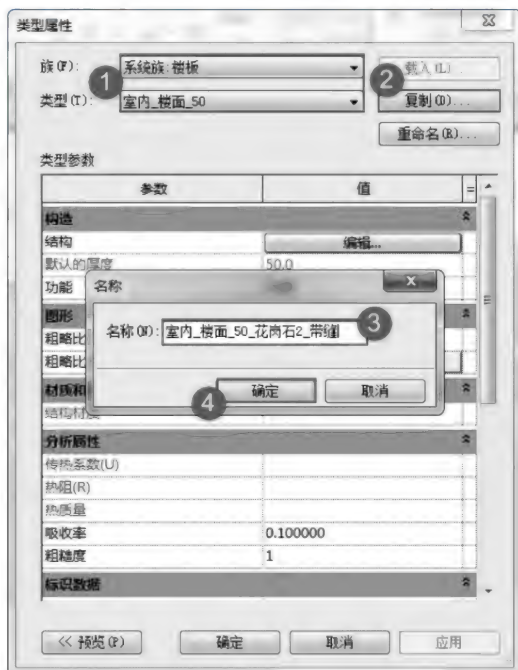 类型属性
族(F): 系统族:楼板 载入(L)...
1 2
类型(T): 室内_楼面_50 复制(D)...
重命名(R)...
类型参数
参数 值 =
构造
结构 编辑...
默认的厚度 50.0
功能
名称
图形
名称(N): 室内_楼面_50_花岗石2_带缝 3
粗略比
粗略比
确定 取消
4
材质和
结构材质
分析属性
传热系数(U)
热阻(R)
热质量
吸收率 0.100000
粗糙度 1
标识数据
<< 预览(P) 确定 取消 应用